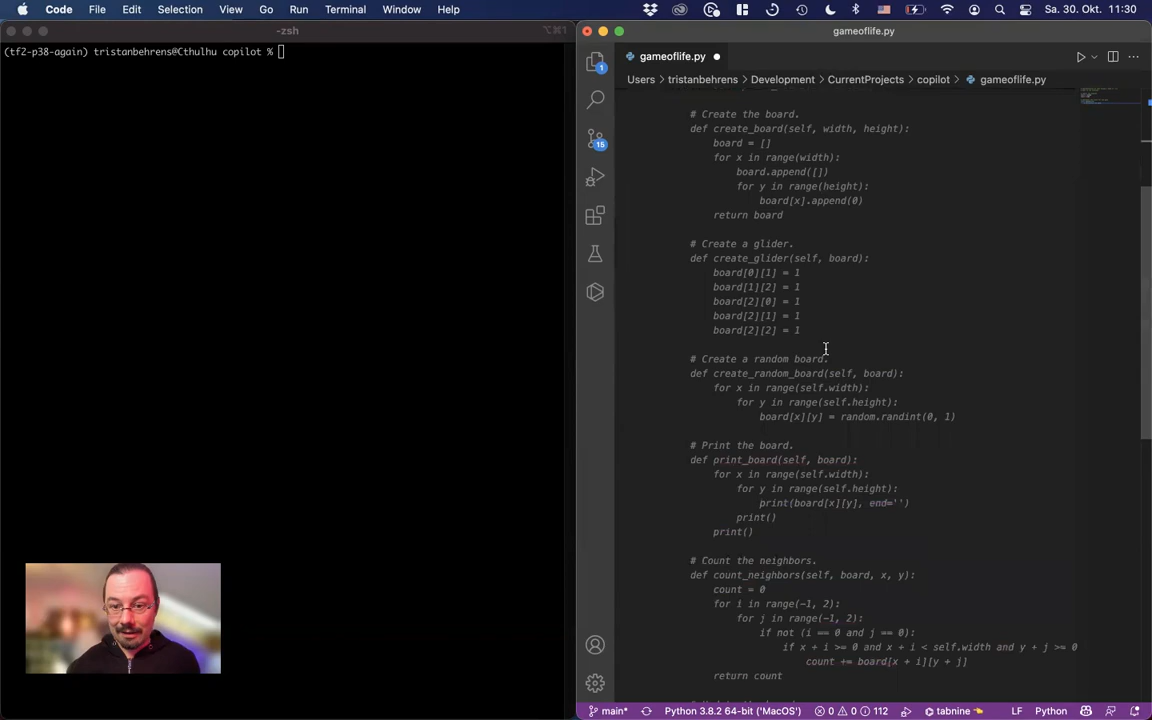 Code File Edit Selection View Go Run Terminal Window Help Sa. 30. Okt. 11:30
-zsh ⌥⌘1
(tf2-p38-again) tristanbehrens@Cthulhu copilot %
gameoflife.py
gameoflife.py
Users > tristanbehrens > Development > CurrentProjects > copilot > gameoflife.py
1
15
# Create the board.
def create_board(self, width, height):
board = []
for x in range(width):
board.append([])
for y in range(height):
board[x].append(0)
return board
# Create a glider.
def create_glider(self, board):
board[0][1] = 1
board[1][2] = 1
board[2][0] = 1
board[2][1] = 1
board[2][2] = 1
# Create a random board.
def create_random_board(self, board):
for x in range(self.width):
for y in range(self.height):
board[x][y] = random.randint(0, 1)
# Print the board.
def print_board(self, board):
for x in range(self.width):
for y in range(self.height):
print(board[x][y], end='')
print()
print()
# Count the neighbors.
def count_neighbors(self, board, x, y):
count = 0
for i in range(-1, 2):
for j in range(-1, 2):
if not (i == 0 and j == 0):
if x + i >= 0 and x + i < self.width and y + j >= 0
count += board[x + i][y + j]
return count
main* Python 3.8.2 64-bit ('MacOS') 0 0 112 tabnine LF Python